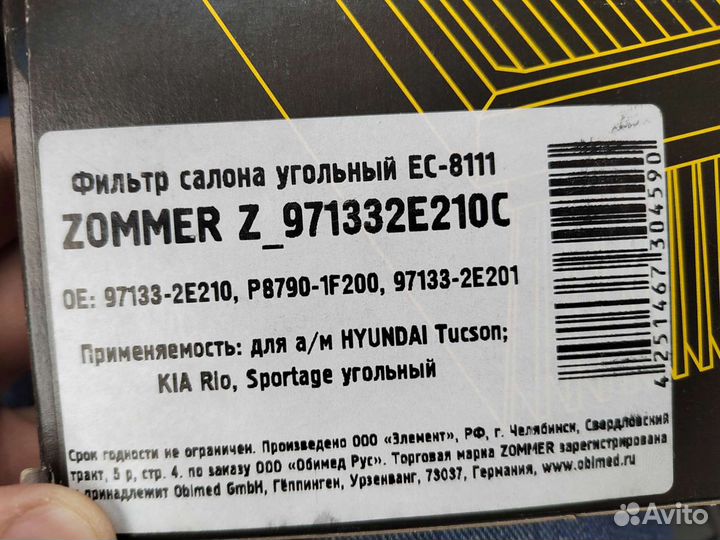 Фильтр салона угольный EC-8111
ZOMMER Z_971332E210C
OE: 97133-2E210, P8790-1F200, 97133-2E201
Применяемость: для а/м HYUNDAI Tucson;
KIA Rio, Sportage угольный
Срок годности не ограничен. Произведено ООО «Элемент», РФ, г. Челябинск, Свердловский
тракт, 5 р, стр. 4. по заказу ООО «Обимед Рус». Торговая марка ZOMMER зарегистрирована
и принадлежит Obimed GmbH, Гёппинген, Урзенванг, 73037, Германия, www.obimed.ru
4 251467 304590
Avito